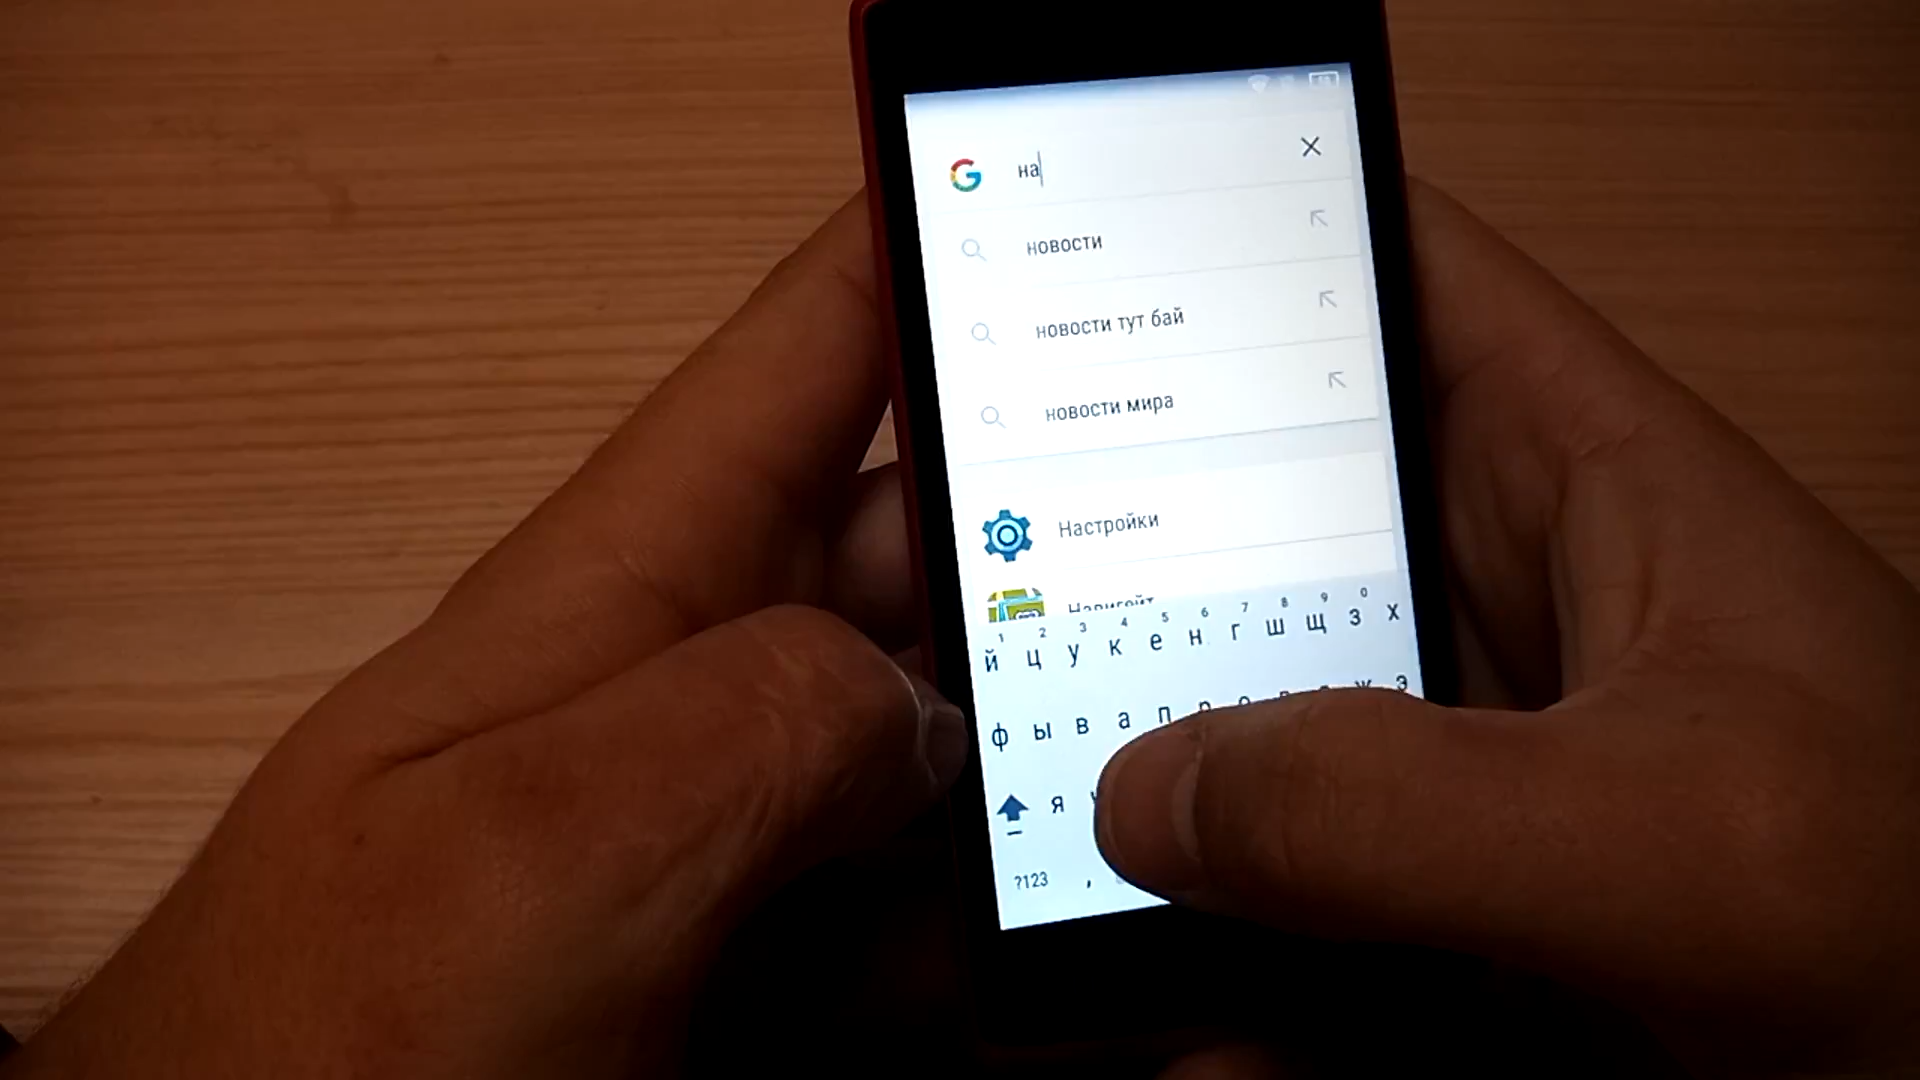 на
новости
новости тут бай
новости мира
Настройки
Навигейт
1 2 3 4 5 6 7 8 9 0
й ц у к е н г ш щ з х
ф ы в а п р о ж э
я
?123 ,